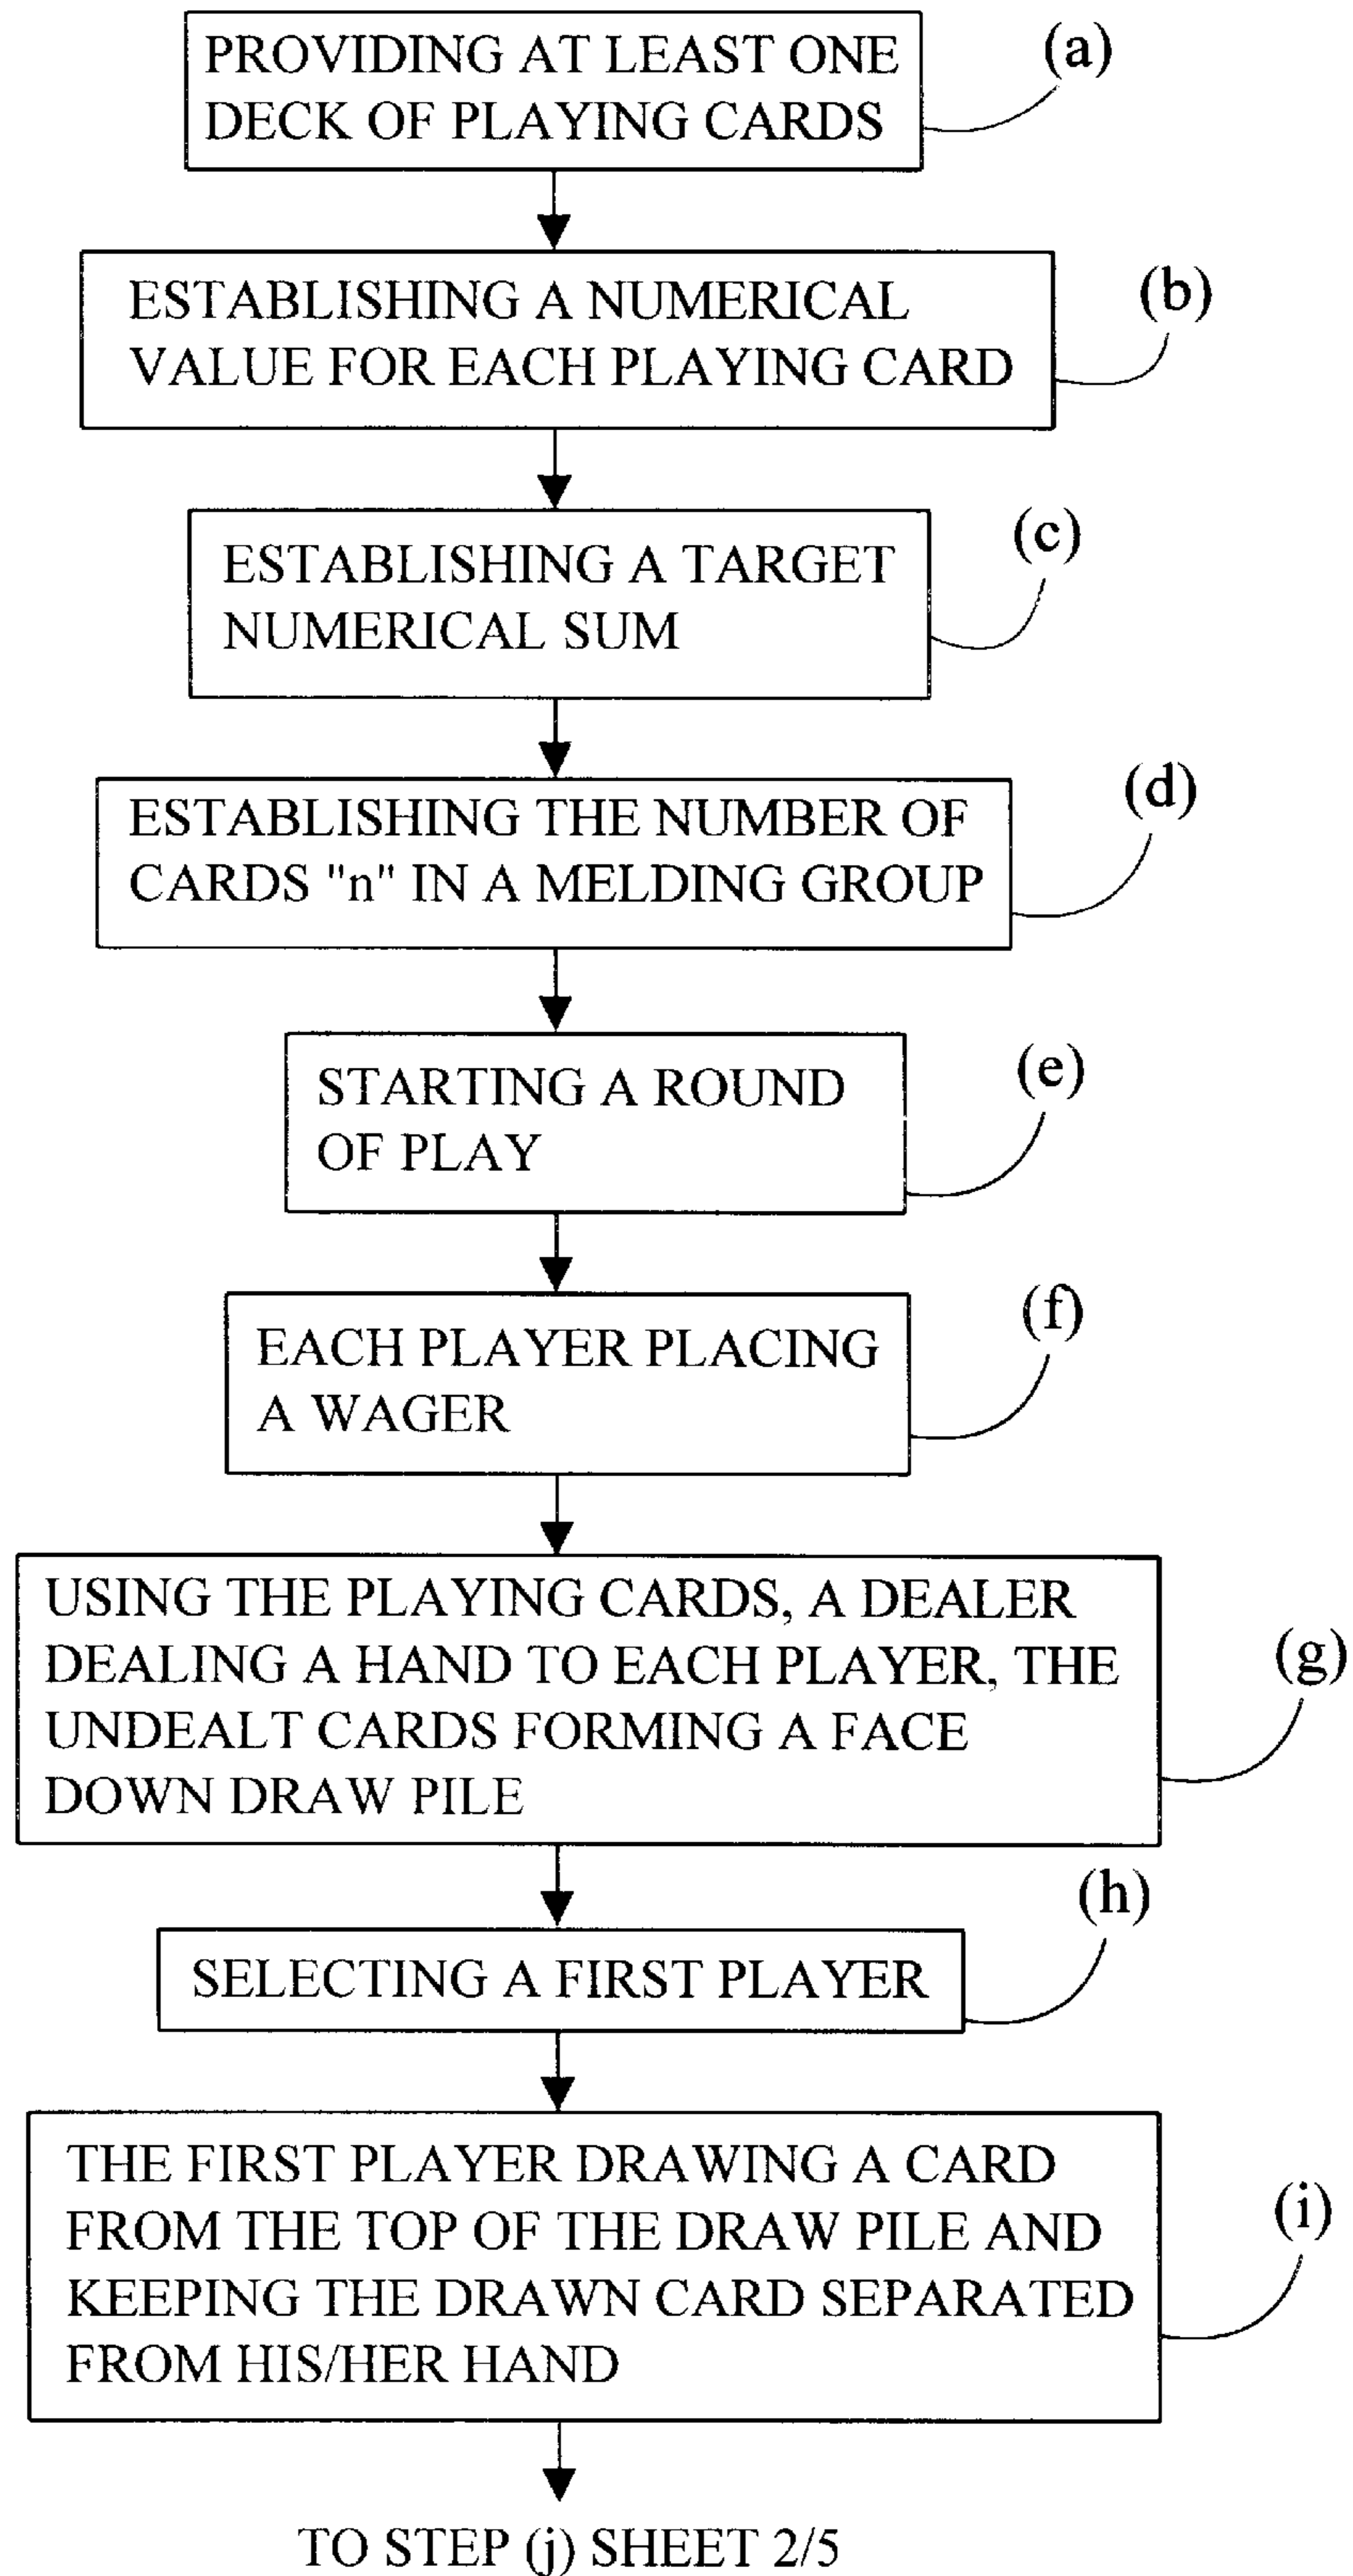 PROVIDING AT LEAST ONE
DECK OF PLAYING CARDS
(a)
ESTABLISHING A NUMERICAL
VALUE FOR EACH PLAYING CARD
(b)
ESTABLISHING A TARGET
NUMERICAL SUM
(c)
ESTABLISHING THE NUMBER OF
CARDS "n" IN A MELDING GROUP
(d)
STARTING A ROUND
OF PLAY
(e)
EACH PLAYER PLACING
A WAGER
(f)
USING THE PLAYING CARDS, A DEALER
DEALING A HAND TO EACH PLAYER, THE
UNDEALT CARDS FORMING A FACE
DOWN DRAW PILE
(g)
SELECTING A FIRST PLAYER
(h)
THE FIRST PLAYER DRAWING A CARD
FROM THE TOP OF THE DRAW PILE AND
KEEPING THE DRAWN CARD SEPARATED
FROM HIS/HER HAND
(i)
TO STEP (j) SHEET 2/5